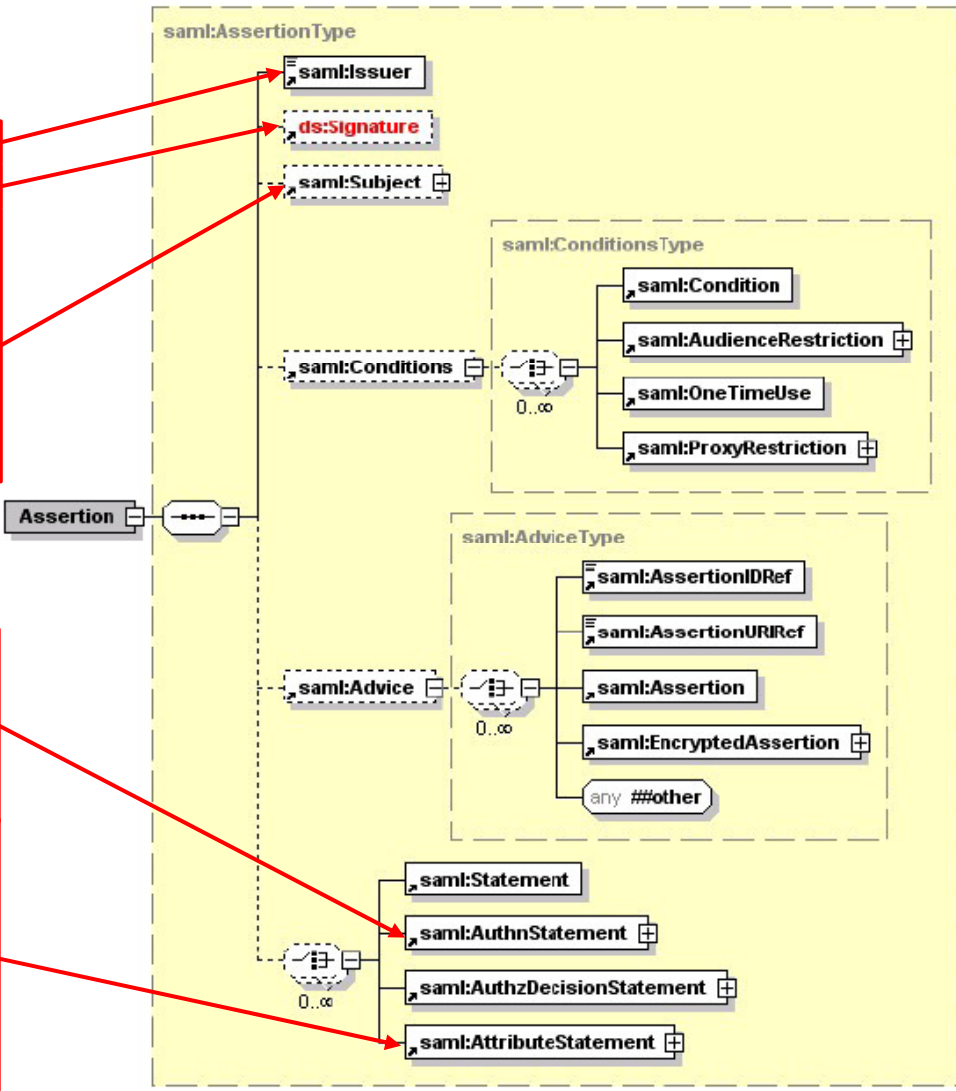 saml:AssertionType
saml:Issuer
ds:Signature
saml:Subject
saml:ConditionsType
saml:Condition
saml:AudienceRestriction
saml:Conditions
0..∞
saml:OneTimeUse
saml:ProxyRestriction
Assertion
saml:AdviceType
saml:AssertionIDRef
saml:AssertionURIRef
saml:Advice
0..∞
saml:Assertion
saml:EncryptedAssertion
any ##other
saml:Statement
saml:AuthnStatement
0..∞
saml:AuthzDecisionStatement
saml:AttributeStatement